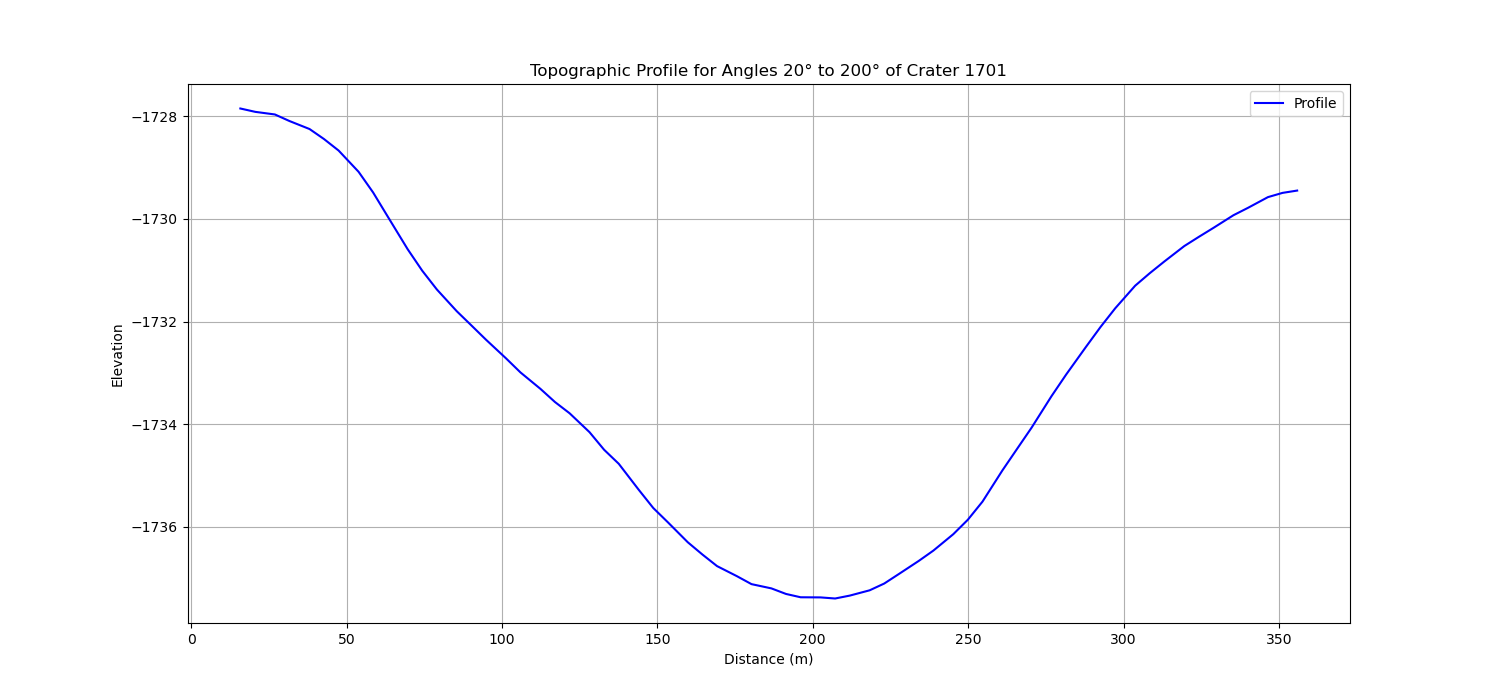 Topographic Profile for Angles 20° to 200° of Crater 1701
Profile
−1728
−1730
−1732
−1734
−1736
Elevation
0 50 100 150 200 250 300 350
Distance (m)